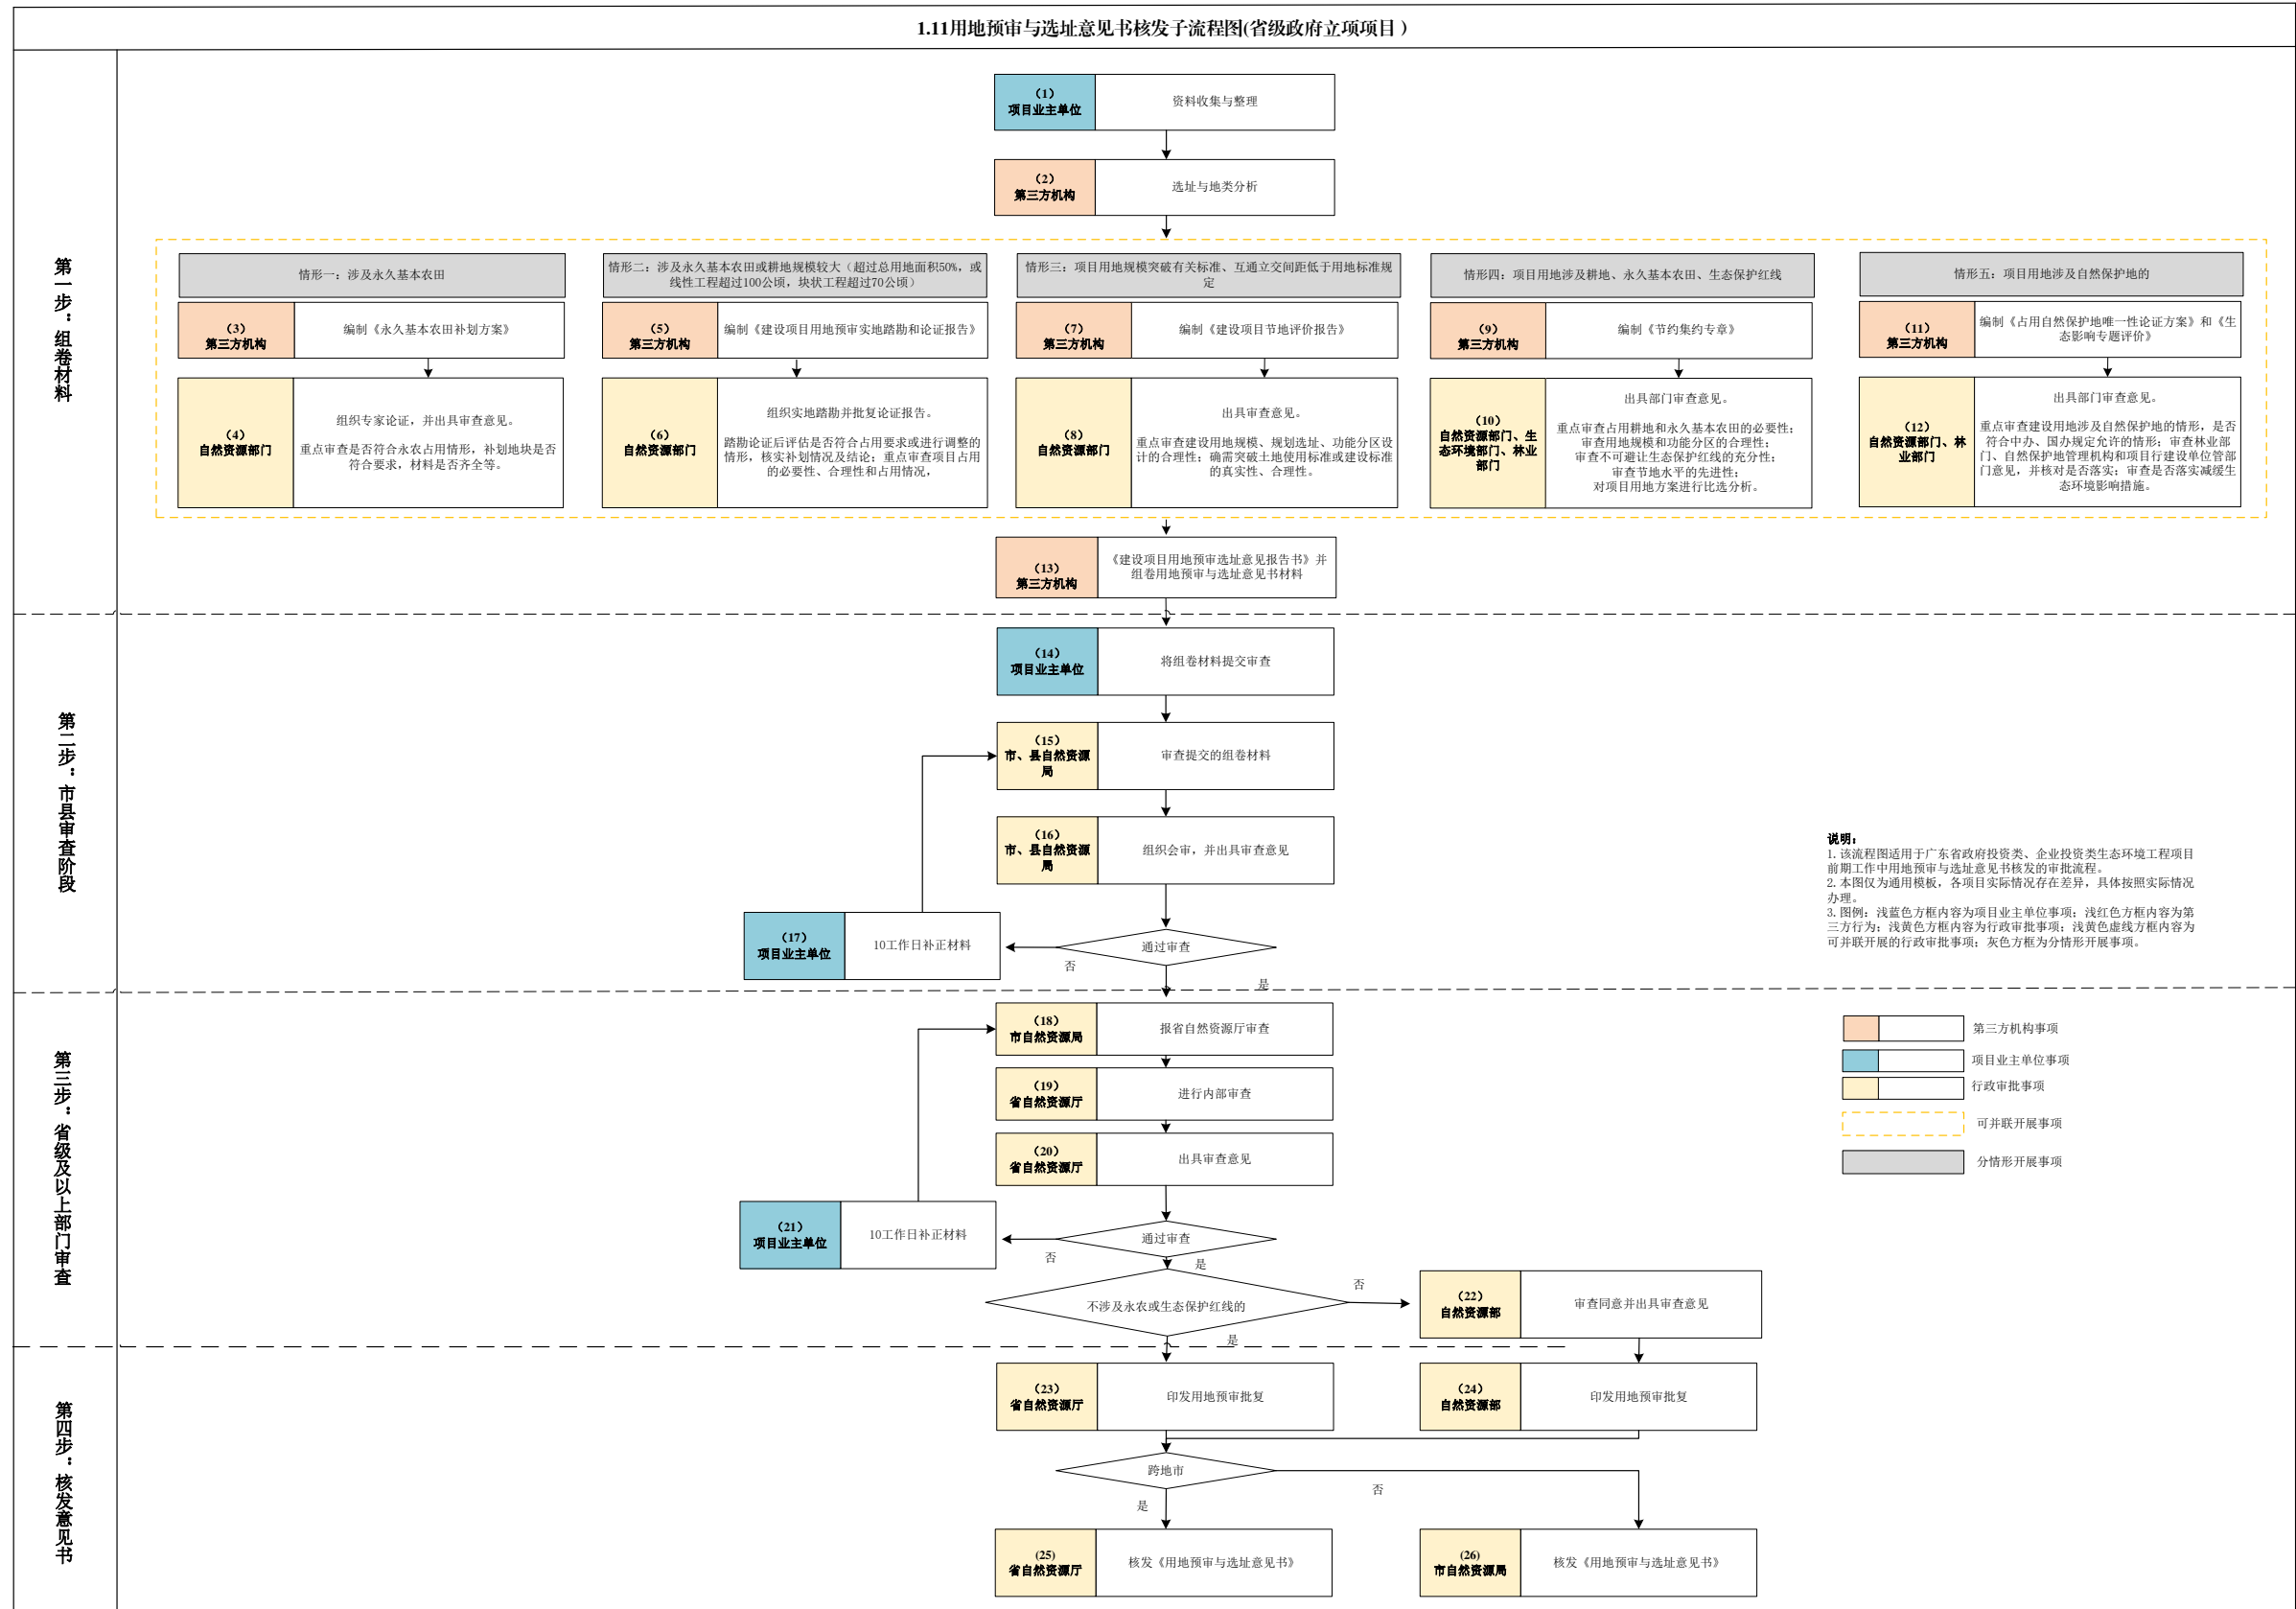 1.11用地预审与选址意见书核发子流程图(省级政府立项项目 )
第一步：组卷材料
（1）
项目业主单位
资料收集与整理
（2）
第三方机构
选址与地类分析
情形一：涉及永久基本农田
（3）
第三方机构
编制《永久基本农田补划方案》
（4）
自然资源部门
组织专家论证，并出具审查意见。
重点审查是否符合永农占用情形，补划地块是否
符合要求，材料是否齐全等。
情形二：涉及永久基本农田或耕地规模较大（超过总用地面积50%，或
线性工程超过100公顷，块状工程超过70公顷）
（5）
第三方机构
编制《建设项目用地预审实地踏勘和论证报告》
（6）
自然资源部门
组织实地踏勘并批复论证报告。
踏勘论证后评估是否符合占用要求或进行调整的
情形，核实补划情况及结论；重点审查项目占用
的必要性、合理性和占用情况，
情形三：项目用地规模突破有关标准、互通立交间距低于用地标准规
定
（7）
第三方机构
编制《建设项目节地评价报告》
（8）
自然资源部门
出具审查意见。
重点审查建设用地规模、规划选址、功能分区设
计的合理性；确需突破土地使用标准或建设标准
的真实性、合理性。
情形四：项目用地涉及耕地、永久基本农田、生态保护红线
（9）
第三方机构
编制《节约集约专章》
（10）
自然资源部门、生
态环境部门、林业
部门
出具部门审查意见。
重点审查占用耕地和永久基本农田的必要性；
审查用地规模和功能分区的合理性；
审查不可避让生态保护红线的充分性；
审查节地水平的先进性；
对项目用地方案进行比选分析。
情形五：项目用地涉及自然保护地的
（11）
第三方机构
编制《占用自然保护地唯一性论证方案》和《生
态影响专题评价》
（12）
自然资源部门、林
业部门
出具部门审查意见。
重点审查建设用地涉及自然保护地的情形，是否
符合中办、国办规定允许的情形；审查林业部
门、自然保护地管理机构和项目行建设单位管部
门意见，并核对是否落实；审查是否落实减缓生
态环境影响措施。
（13）
第三方机构
《建设项目用地预审选址意见报告书》并
组卷用地预审与选址意见书材料
第二步：市县审查阶段
（14）
项目业主单位
将组卷材料提交审查
（15）
市、县自然资源
局
审查提交的组卷材料
（16）
市、县自然资源
局
组织会审，并出具审查意见
（17）
项目业主单位
10工作日补正材料
通过审查
否
是
说明：
1.该流程图适用于广东省政府投资类、企业投资类生态环境工程项目
前期工作中用地预审与选址意见书核发的审批流程。
2.本图仅为通用模板，各项目实际情况存在差异，具体按照实际情况
办理。
3.图例：浅蓝色方框内容为项目业主单位事项；浅红色方框内容为第
三方行为；浅黄色方框内容为行政审批事项；浅黄色虚线方框内容为
可并联开展的行政审批事项；灰色方框为分情形开展事项。
第三方机构事项
项目业主单位事项
行政审批事项
可并联开展事项
分情形开展事项
第三步：省级及以上部门审查
（18）
市自然资源局
报省自然资源厅审查
（19）
省自然资源厅
进行内部审查
（20）
省自然资源厅
出具审查意见
（21）
项目业主单位
10工作日补正材料
通过审查
否
是
不涉及永农或生态保护红线的
否
是
（22）
自然资源部
审查同意并出具审查意见
第四步：核发意见书
（23）
省自然资源厅
印发用地预审批复
（24）
自然资源部
印发用地预审批复
跨地市
是
否
(25)
省自然资源厅
核发《用地预审与选址意见书》
(26)
市自然资源局
核发《用地预审与选址意见书》